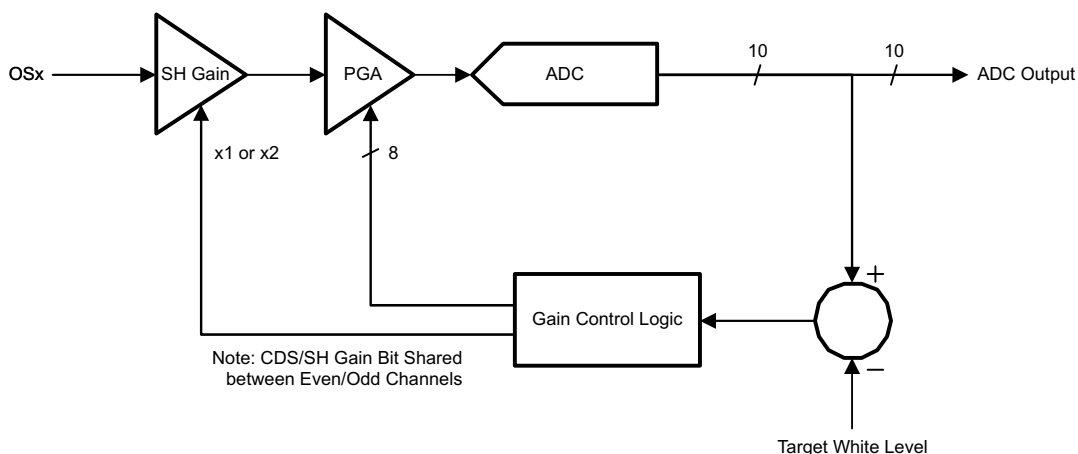 10
10
OSx
SH Gain
PGA
ADC
ADC Output
x1 or x2
8
+
Gain Control Logic
Note: CDS/SH Gain Bit Shared
between Even/Odd Channels
−
Target White Level